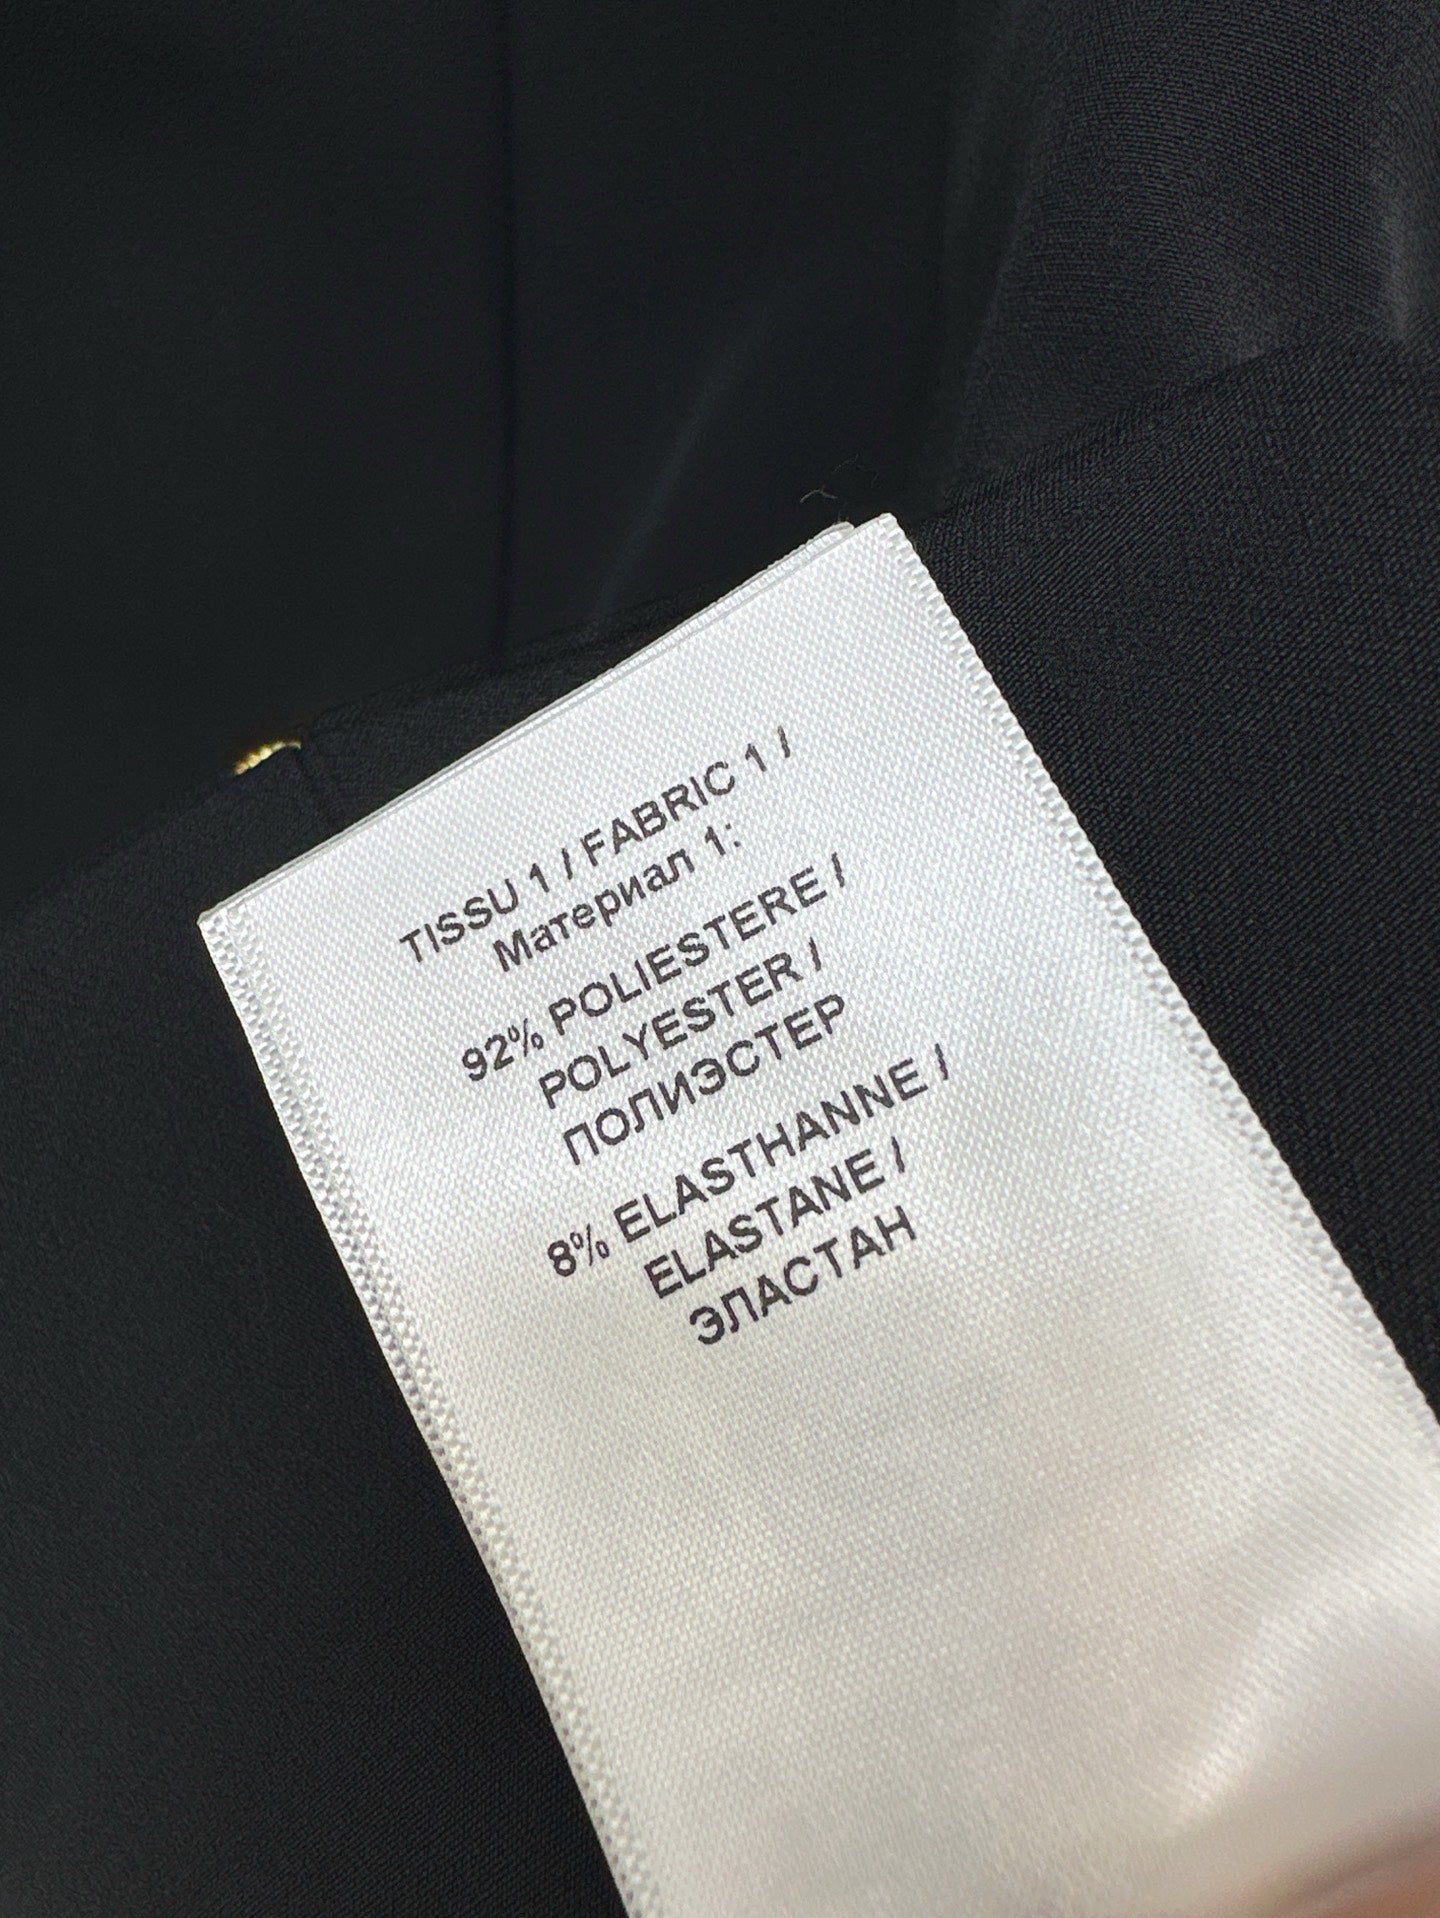 TISSU 1 / FABRIC 1 /
Материал 1:
92% POLIESTERE /
POLYESTER /
ПОЛИЭСТЕР
8% ELASTHANNE /
ELASTANE /
ЭЛАСТАН